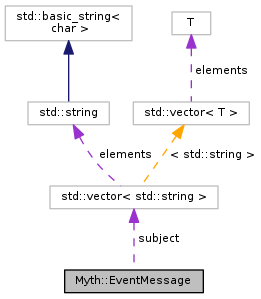 std::basic_string<
char >
T
elements
std::string
std::vector< T >
elements
< std::string >
std::vector< std::string >
subject
Myth::EventMessage